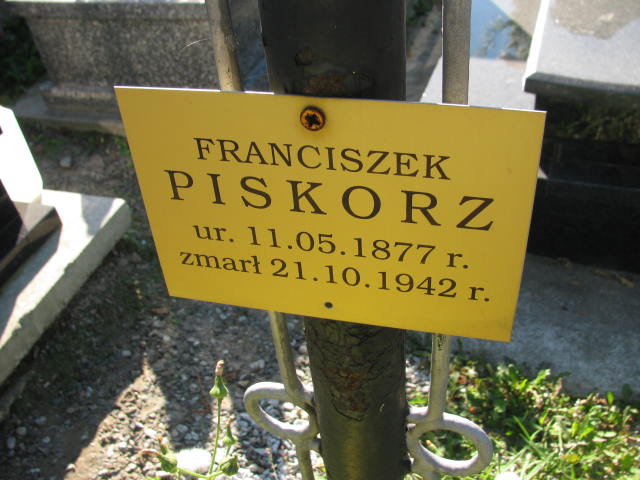 FRANCISZEK
PISKORZ
ur. 11.05.1877 r.
zmarł 21.10.1942 r.